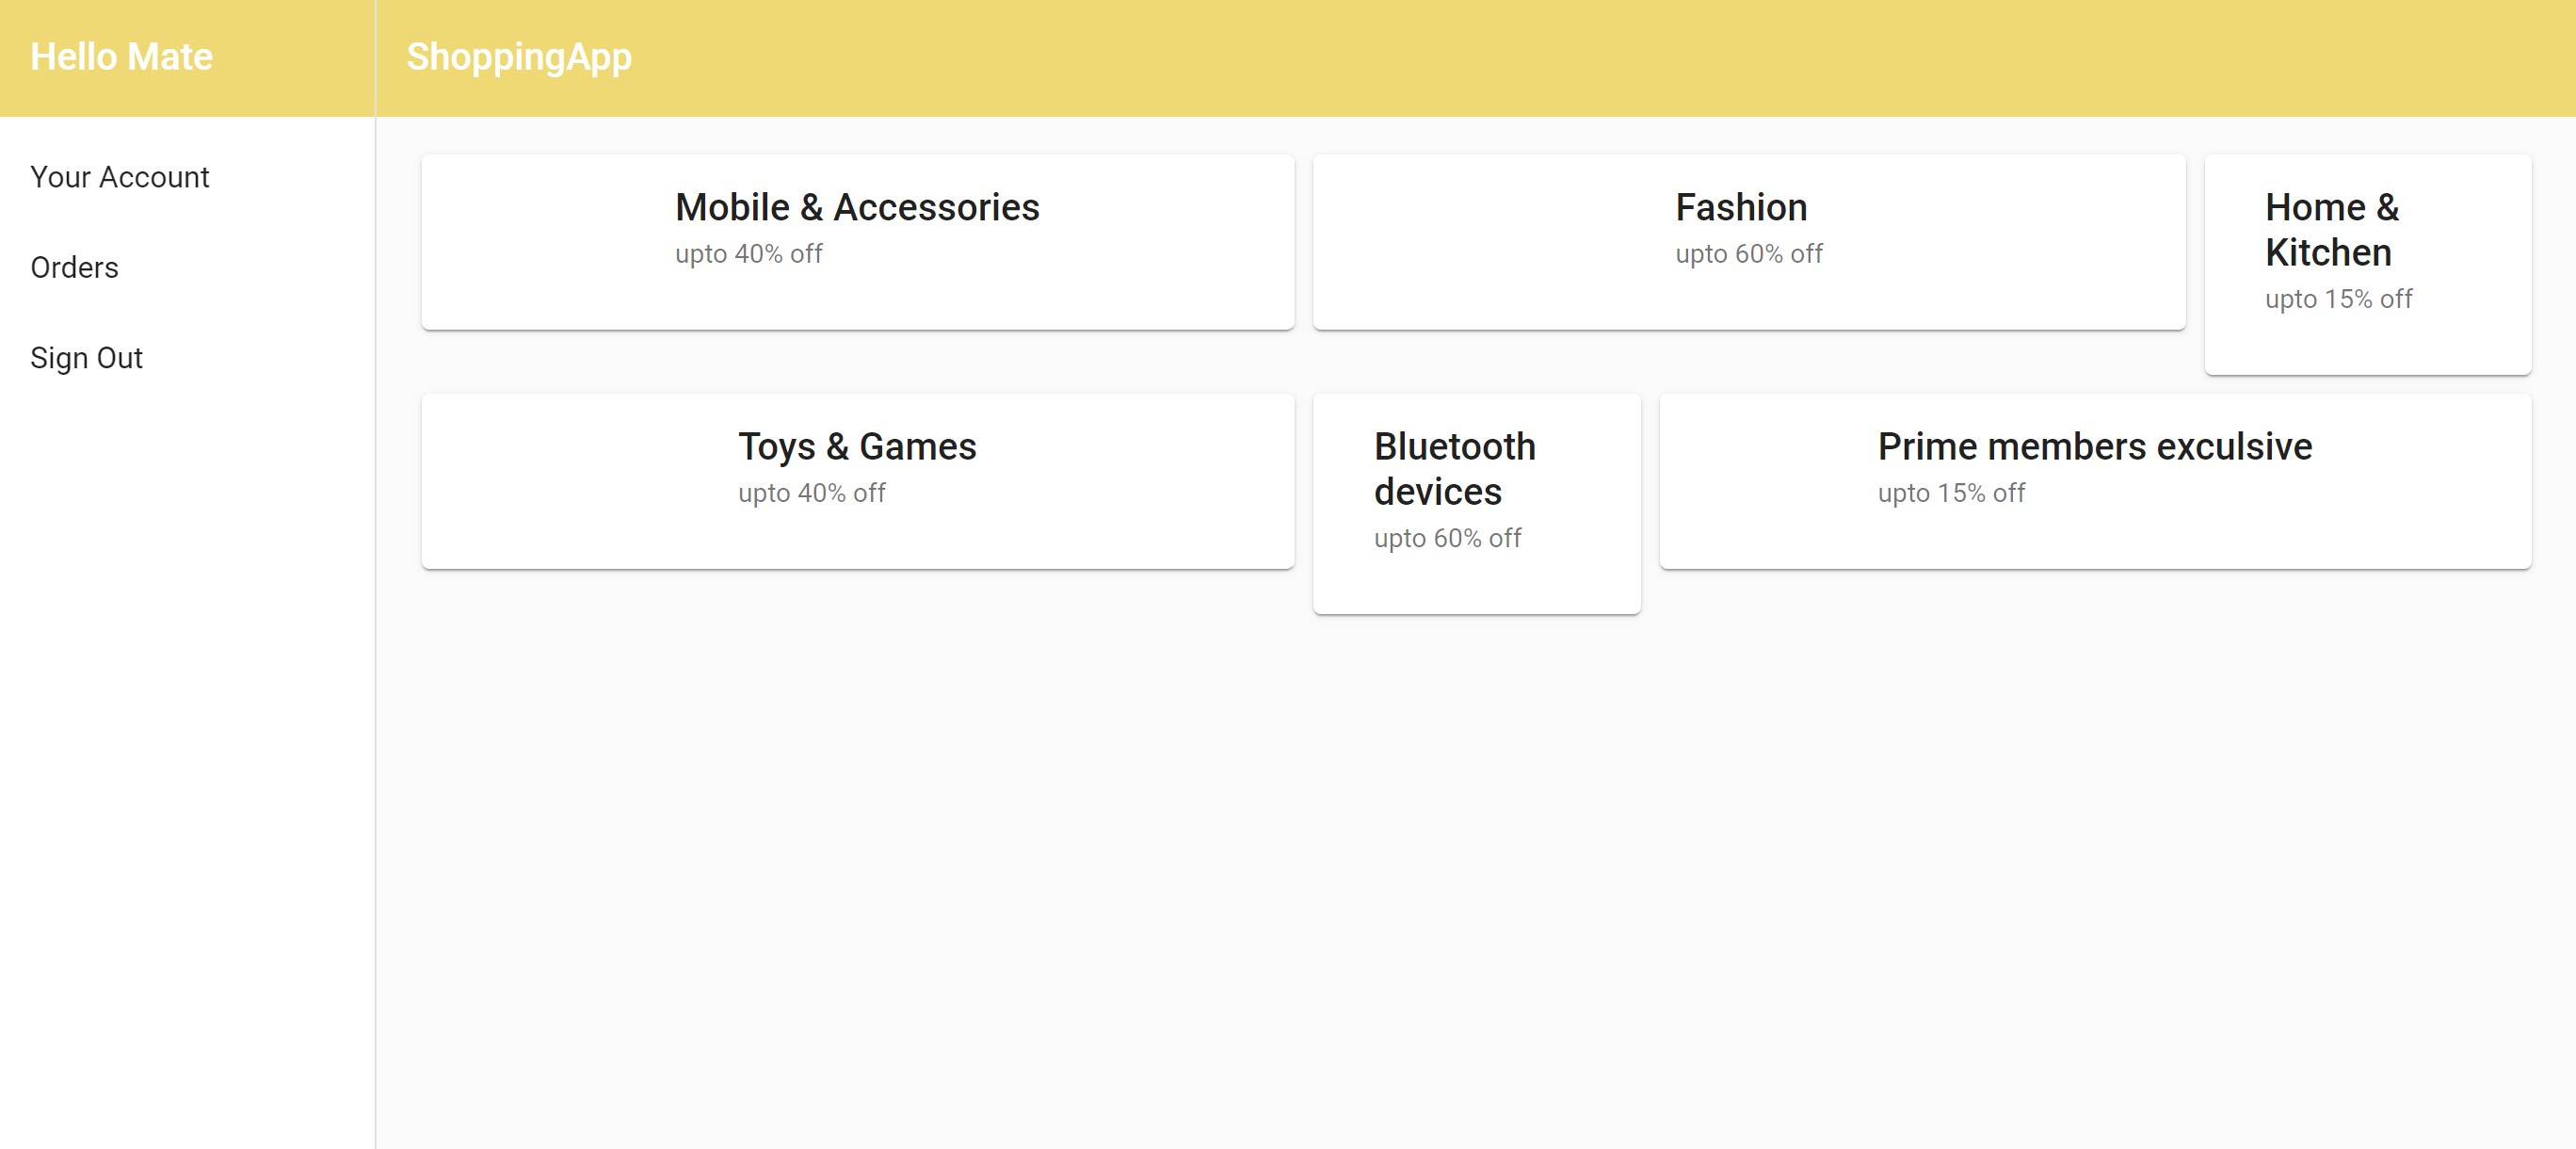 Hello Mate
ShoppingApp
Your Account
Orders
Sign Out
Mobile & Accessories
upto 40% off
Fashion
upto 60% off
Home &
Kitchen
upto 15% off
Toys & Games
upto 40% off
Bluetooth
devices
upto 60% off
Prime members exculsive
upto 15% off